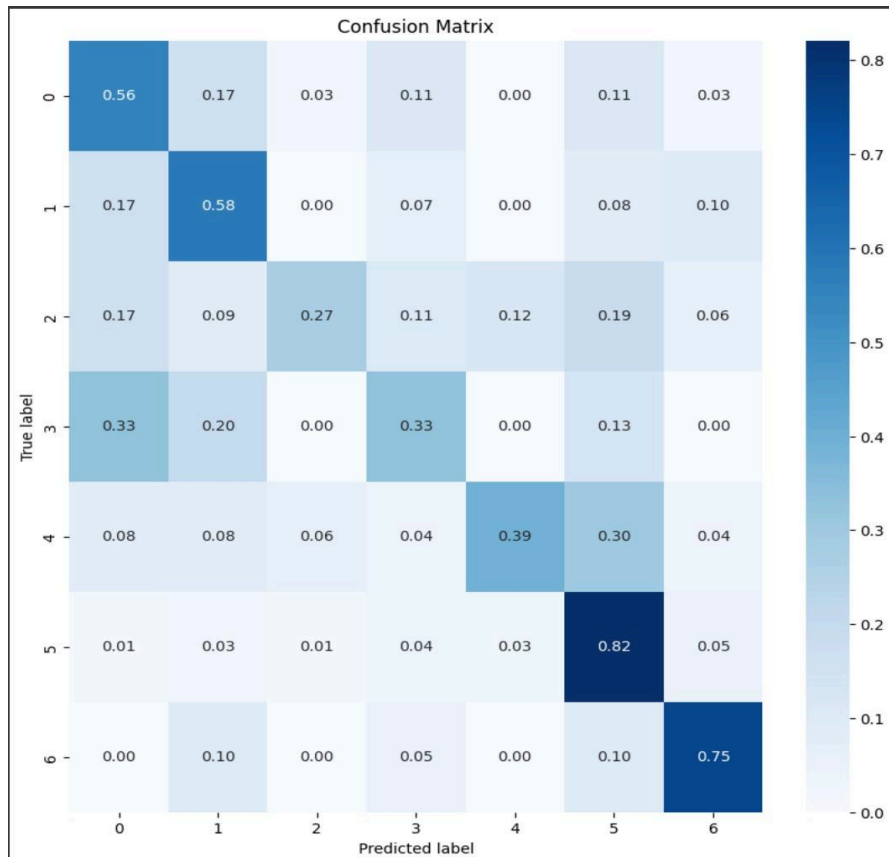 Confusion Matrix
0.56 0.17 0.03 0.11 0.00 0.11 0.03
0.17 0.58 0.00 0.07 0.00 0.08 0.10
0.17 0.09 0.27 0.11 0.12 0.19 0.06
0.33 0.20 0.00 0.33 0.00 0.13 0.00
0.08 0.08 0.06 0.04 0.39 0.30 0.04
0.01 0.03 0.01 0.04 0.03 0.82 0.05
0.00 0.10 0.00 0.05 0.00 0.10 0.75
0 1 2 3 4 5 6
Predicted label
True label
0
1
2
3
4
5
6
0.8
0.7
0.6
0.5
0.4
0.3
0.2
0.1
0.0